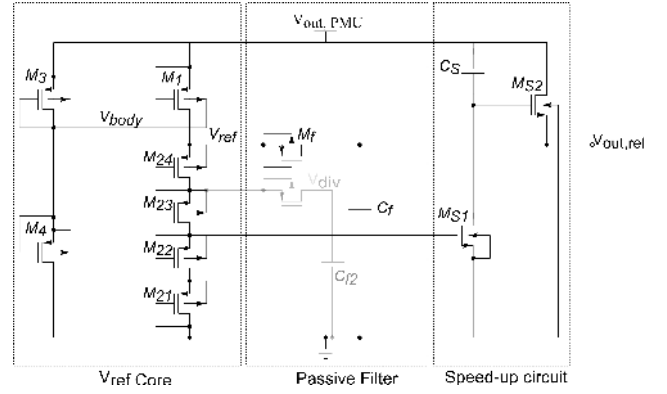 Vout, PMU
M3
M1
CS
MS2
Vbody
Vref
Mf
Vout,rel
M24
Vdiv
M23
Cf
MS1
M4
M22
Cf2
M21
Vref Core
Passive Filter
Speed-up circuit